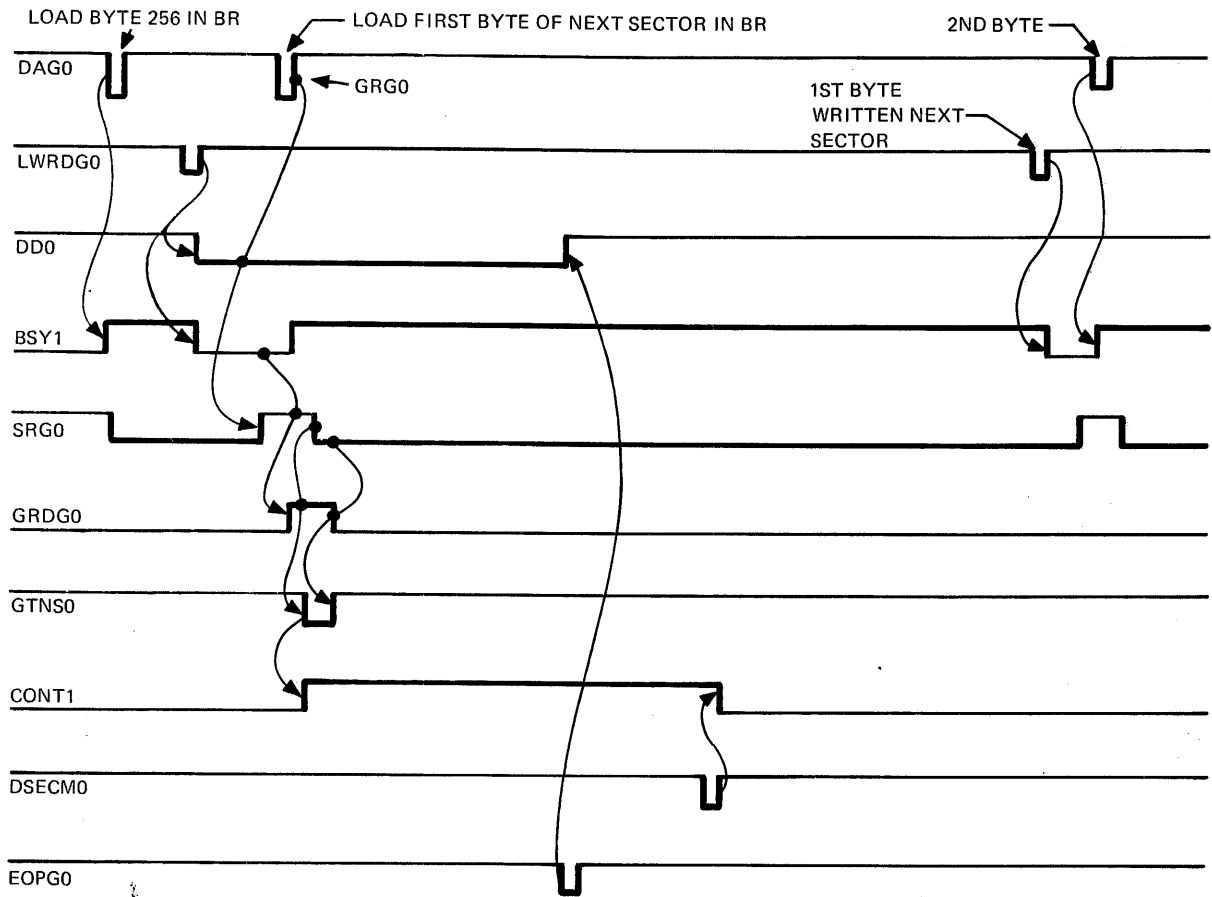 LOAD BYTE 256 IN BR
LOAD FIRST BYTE OF NEXT SECTOR IN BR
2ND BYTE
DAG0
GRG0
1ST BYTE
WRITTEN NEXT
SECTOR
LWRDG0
DD0
BSY1
SRG0
GRDG0
GTNS0
CONT1
DSECM0
EOPG0